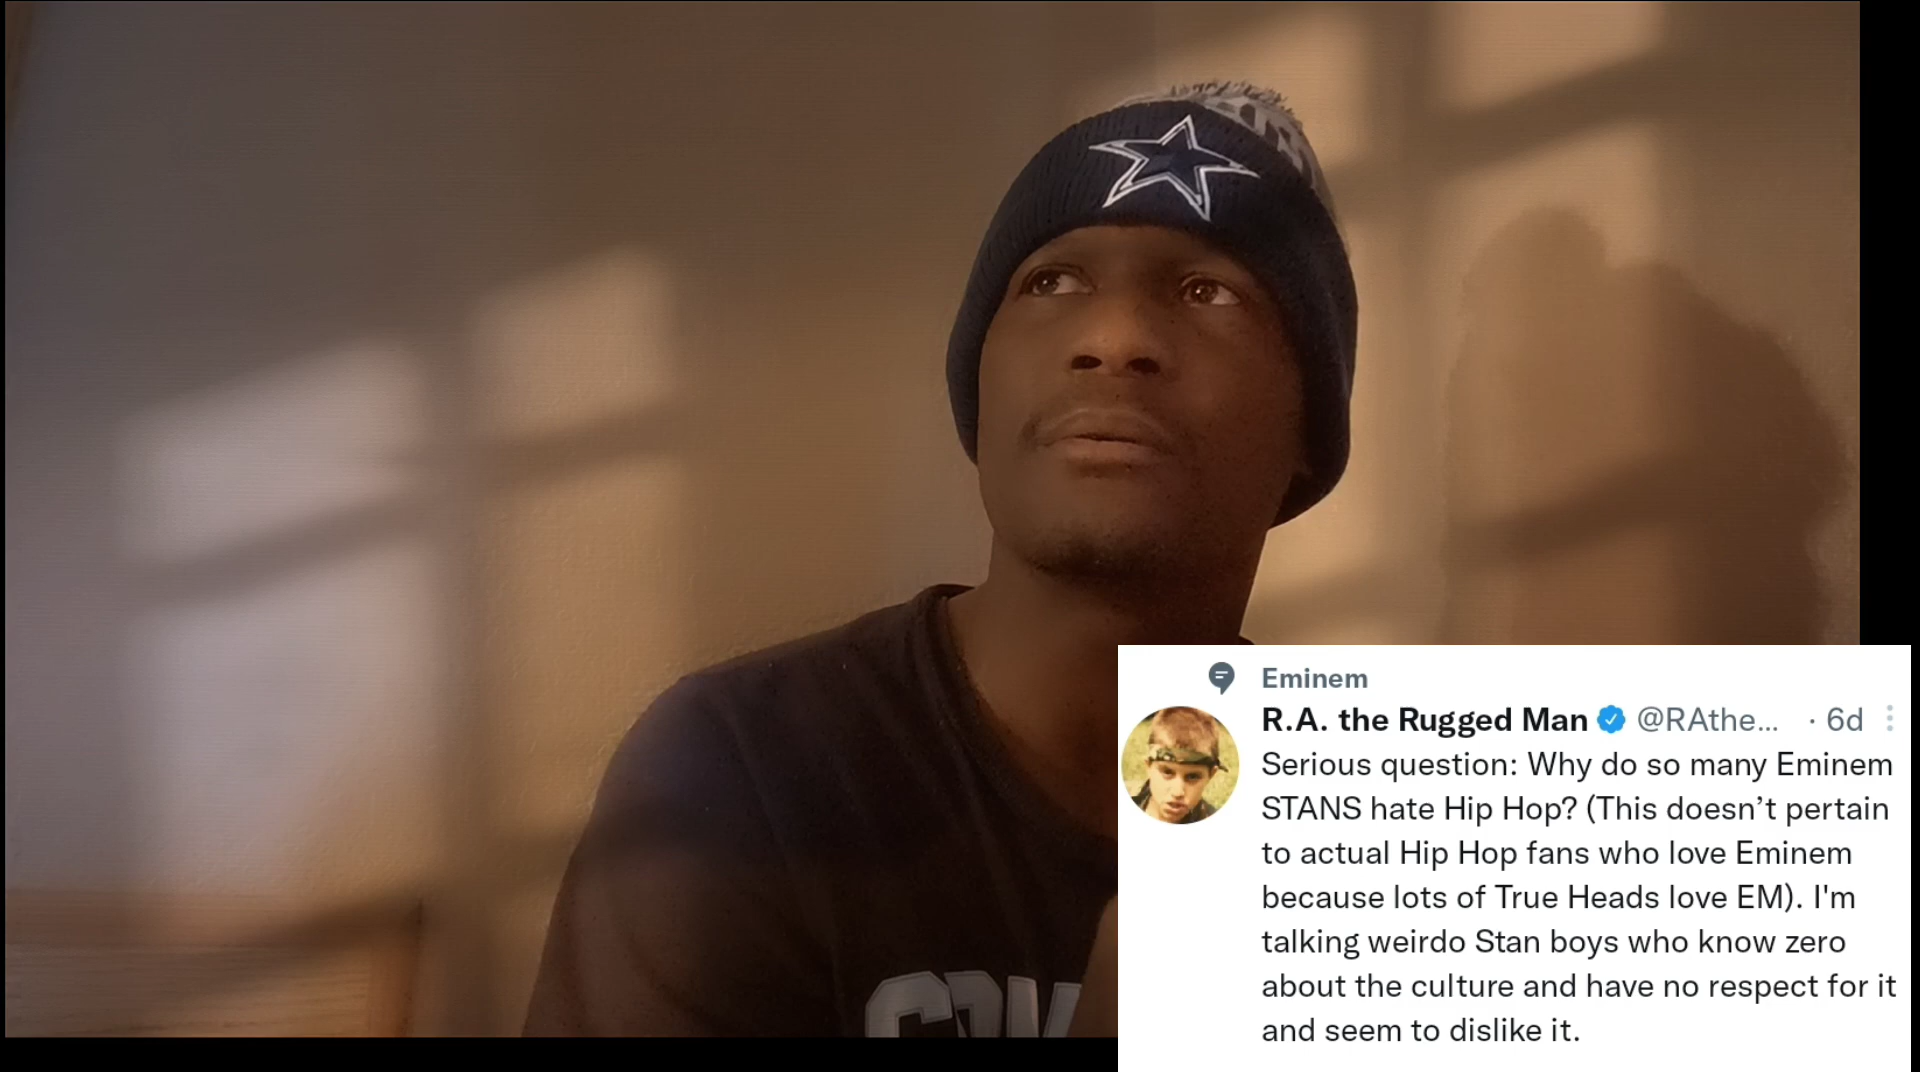 Eminem
R.A. the Rugged Man @RAthe... · 6d
Serious question: Why do so many Eminem
STANS hate Hip Hop? (This doesn’t pertain
to actual Hip Hop fans who love Eminem
because lots of True Heads love EM). I'm
talking weirdo Stan boys who know zero
about the culture and have no respect for it
and seem to dislike it.